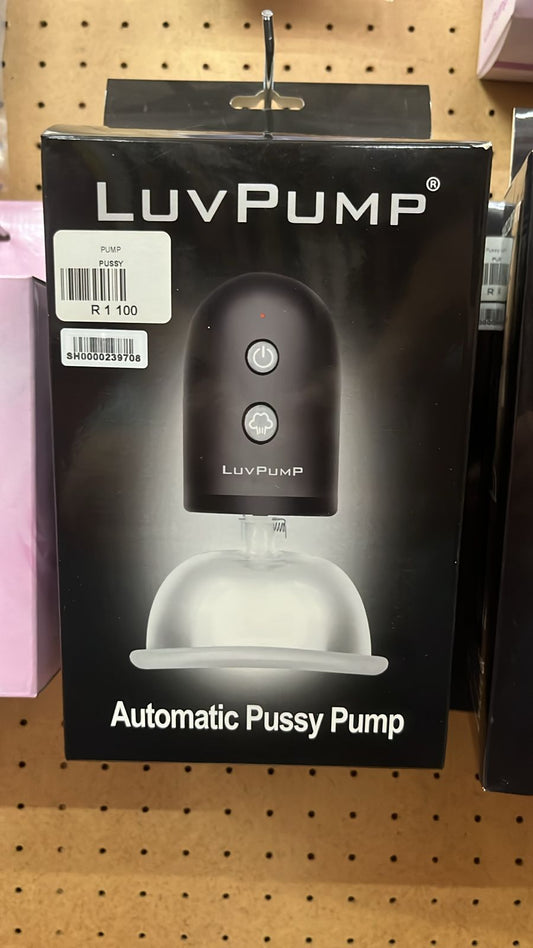 LUVPUMP®
PUMP
PUSSY
R 1 100
SH0000239708
LUVPUMP
Automatic Pussy Pump